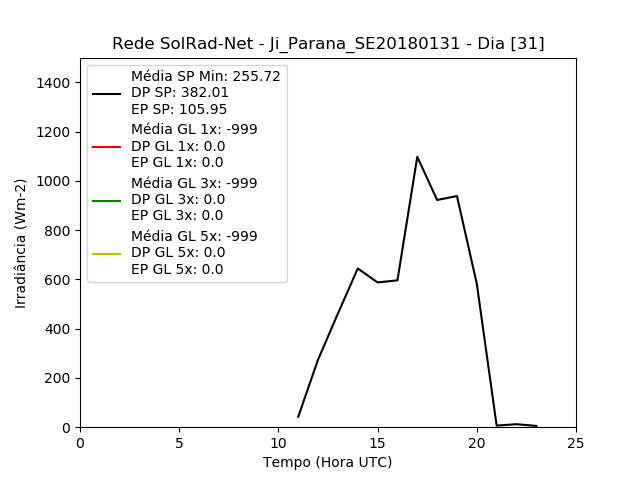 Rede SolRad-Net - Ji_Parana_SE20180131 - Dia [31]
Média SP Min: 255.72
DP SP: 382.01
EP SP: 105.95
Média GL 1x: -999
DP GL 1x: 0.0
EP GL 1x: 0.0
Média GL 3x: -999
DP GL 3x: 0.0
EP GL 3x: 0.0
Média GL 5x: -999
DP GL 5x: 0.0
EP GL 5x: 0.0
Irradiância (Wm-2)
1400
1200
1000
800
600
400
200
0
0 5 10 15 20 25
Tempo (Hora UTC)